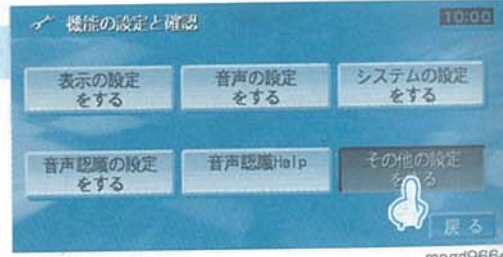 機能の設定と確認
10:00
表示の設定
をする
音声の設定
をする
システムの設定
をする
音声認識の設定
をする
音声認識Help
その他の設定
をする
戻る